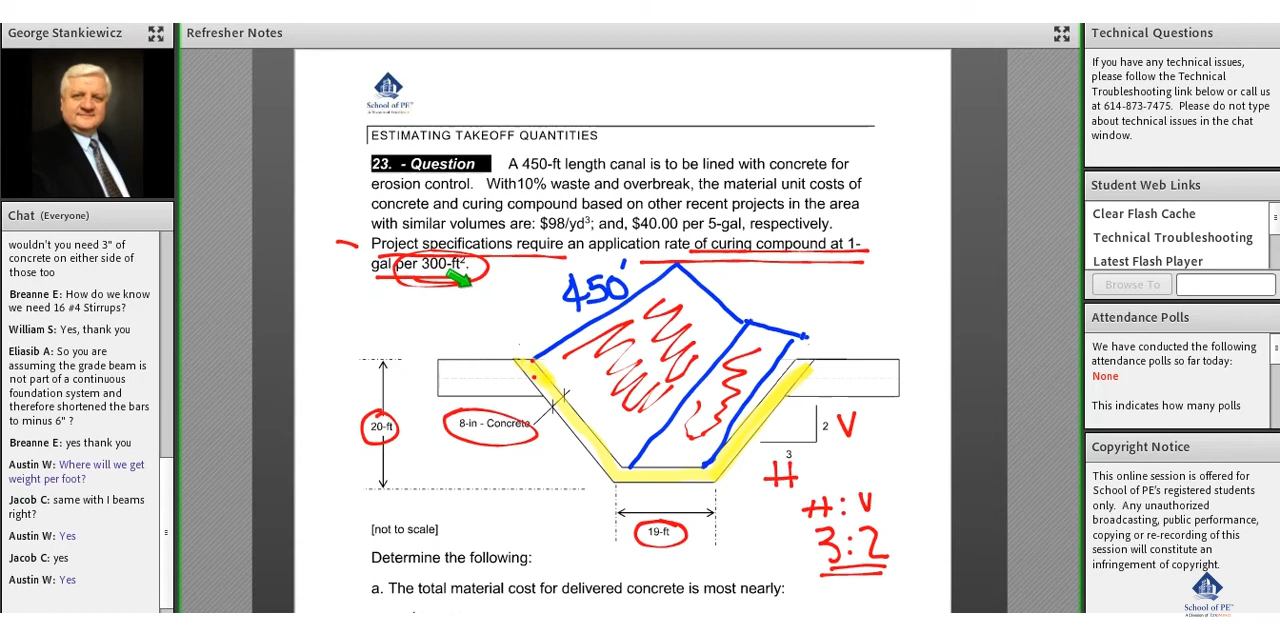 George Stankiewicz
Refresher Notes
Technical Questions
If you have any technical issues,
please follow the Technical
Troubleshooting link below or call us
at 614-873-7475. Please do not type
about technical issues in the chat
window.
Student Web Links
Clear Flash Cache
Technical Troubleshooting
Latest Flash Player
Browse To
Attendance Polls
We have conducted the following
attendance polls so far today:
None
This indicates how many polls
Copyright Notice
This online session is offered for
School of PE's registered students
only. Any unauthorized
broadcasting, public performance,
copying or re-recording of this
session will constitute an
infringement of copyright.
School of PE
Chat (Everyone)
wouldn't you need 3" of
concrete on either side of
those too
Breanne E: How do we know
we need 16 #4 Stirrups?
William S: Yes, thank you
Eliasib A: So you are
assuming the grade beam is
not part of a continuous
foundation system and
therefore shortened the bars
to minus 6" ?
Breanne E: yes thank you
Austin W: Where will we get
weight per foot?
Jacob C: same with I beams
right?
Austin W: Yes
Jacob C: yes
Austin W: Yes
School of PE™
ESTIMATING TAKEOFF QUANTITIES
23. - Question A 450-ft length canal is to be lined with concrete for
erosion control. With10% waste and overbreak, the material unit costs of
concrete and curing compound based on other recent projects in the area
with similar volumes are: $98/yd³; and, $40.00 per 5-gal, respectively.
Project specifications require an application rate of curing compound at 1-
gal per 300-ft².
450'
20-ft
8-in - Concrete
2
V
3
H
H : V
3:2
19-ft
[not to scale]
Determine the following:
a. The total material cost for delivered concrete is most nearly: